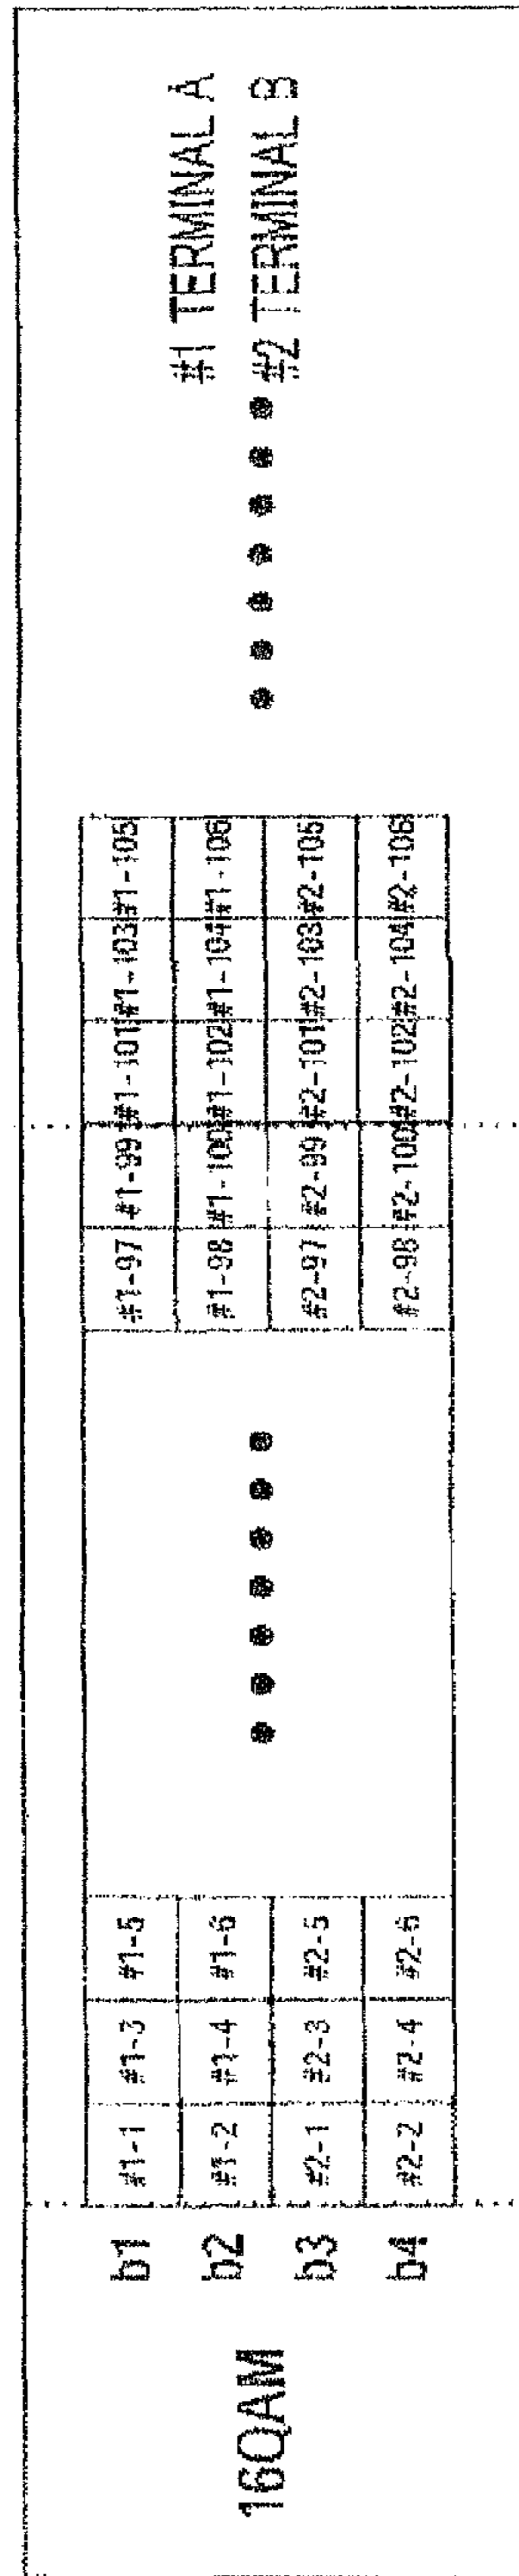 16QAM
b1 #1-1 #1-3 #1-5 #1-97 #1-99 #1-101 #1-103 #1-105
b2 #1-2 #1-4 #1-6 #1-98 #1-100 #1-102 #1-104 #1-106
b3 #2-1 #2-3 #2-5 #2-97 #2-99 #2-101 #2-103 #2-105
b4 #2-2 #2-4 #2-6 #2-98 #2-100 #2-102 #2-104 #2-106
#1 TERMINAL A
#2 TERMINAL B